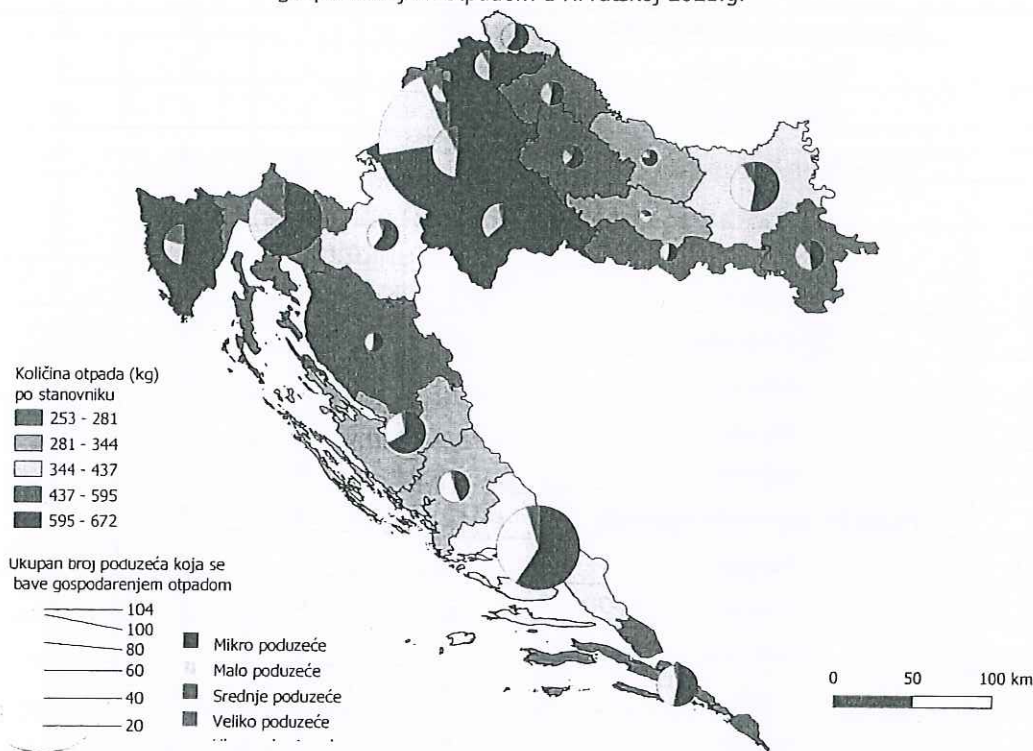 Količina otpada (kg)
po stanovniku
253 - 281
281 - 344
344 - 437
437 - 595
595 - 672
Ukupan broj poduzeća koja se
bave gospodarenjem otpadom
104
100
80
60
40
20
Mikro poduzeće
Malo poduzeće
Srednje poduzeće
Veliko poduzeće
0 50 100 km